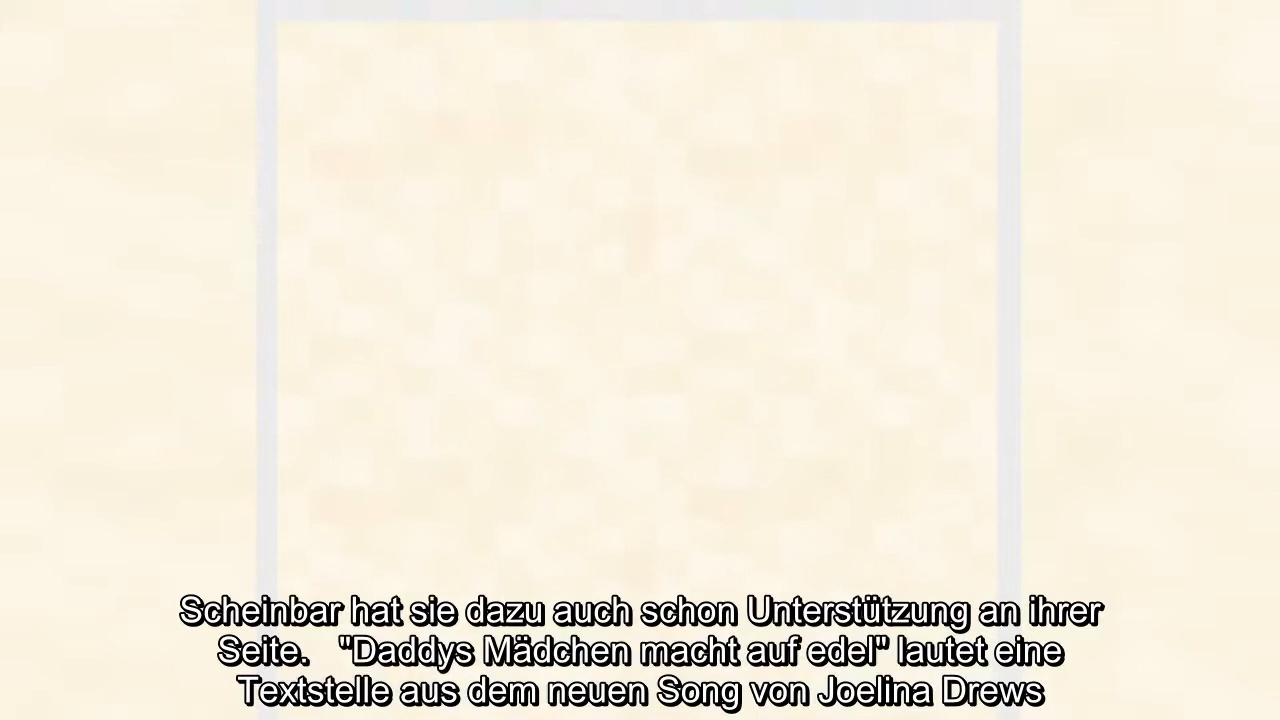 Scheinbar hat sie dazu auch schon Unterstützung an ihrer
Seite.   "Daddys Mädchen macht auf edel" lautet eine
Textstelle aus dem neuen Song von Joelina Drews